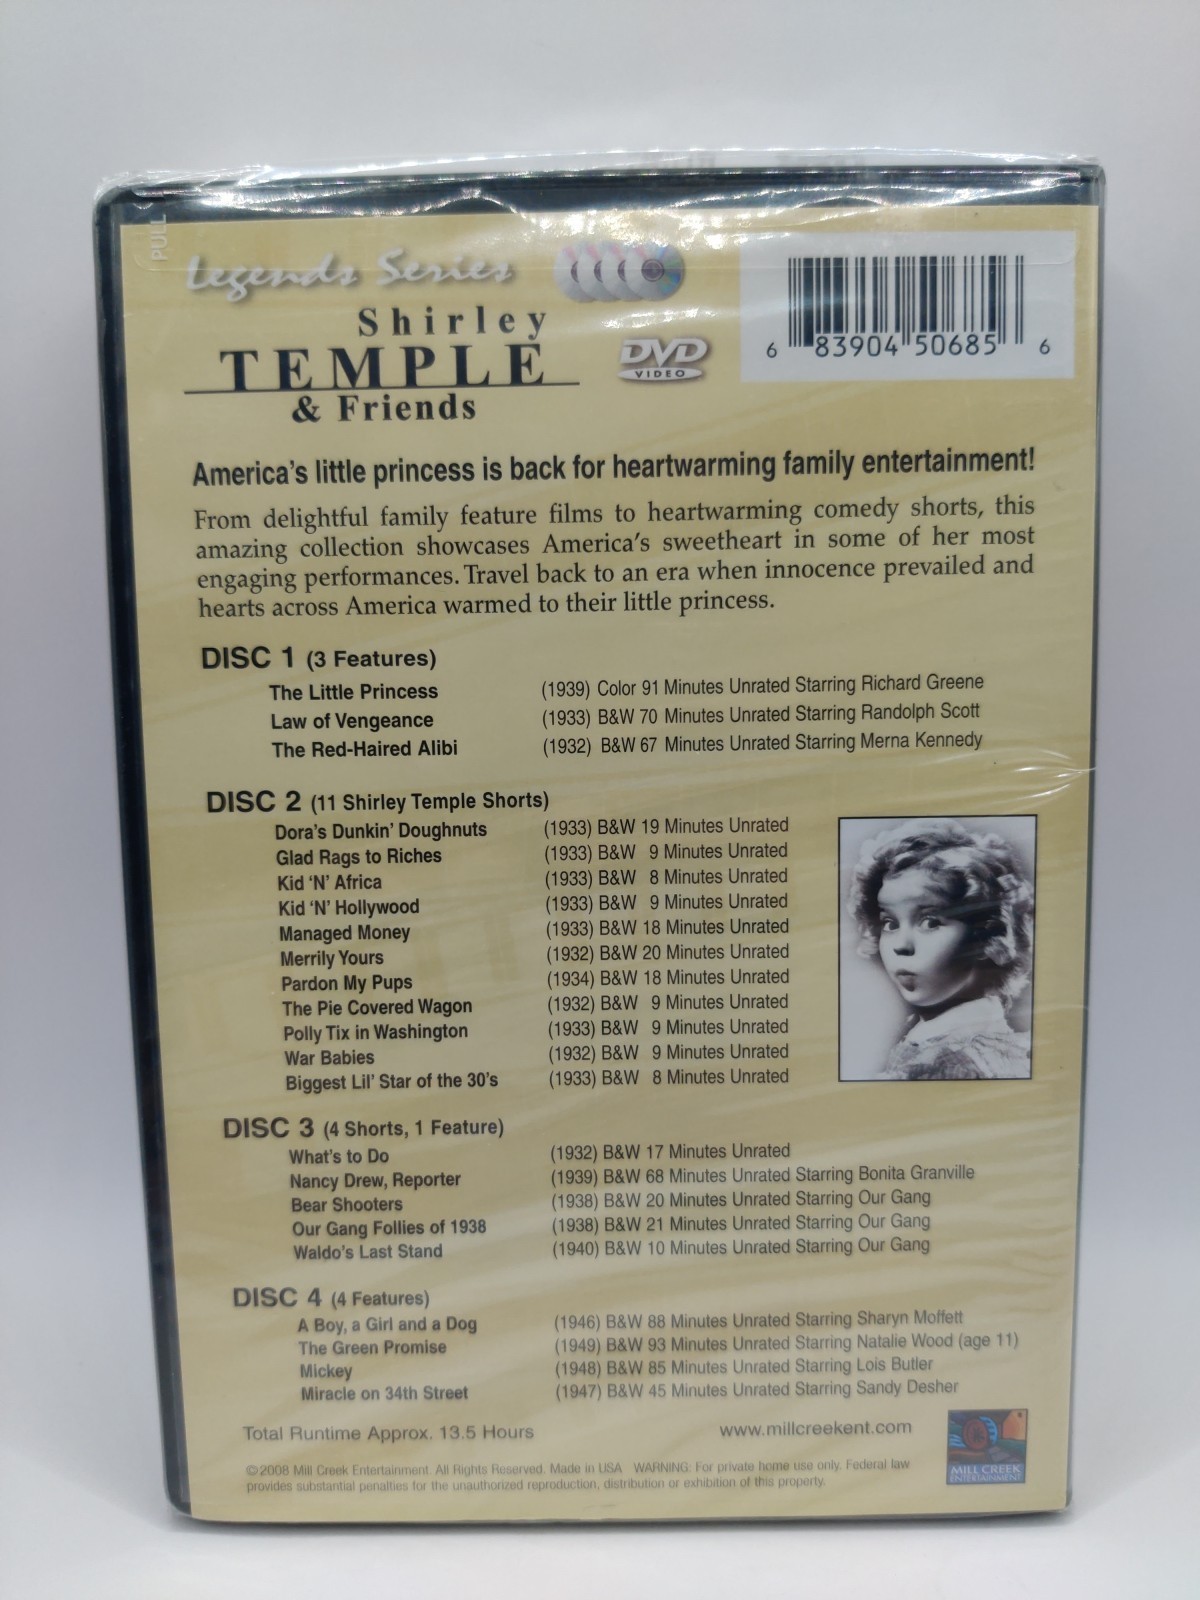 PULL
Legends Series
Shirley
TEMPLE
& Friends
DVD
VIDEO
6 83904 50685 6
America's little princess is back for heartwarming family entertainment!
From delightful family feature films to heartwarming comedy shorts, this
amazing collection showcases America's sweetheart in some of her most
engaging performances. Travel back to an era when innocence prevailed and
hearts across America warmed to their little princess.
DISC 1 (3 Features)
The Little Princess (1939) Color 91 Minutes Unrated Starring Richard Greene
Law of Vengeance (1933) B&W 70 Minutes Unrated Starring Randolph Scott
The Red-Haired Alibi (1932) B&W 67 Minutes Unrated Starring Merna Kennedy
DISC 2 (11 Shirley Temple Shorts)
Dora's Dunkin' Doughnuts (1933) B&W 19 Minutes Unrated
Glad Rags to Riches (1933) B&W 9 Minutes Unrated
Kid 'N' Africa (1933) B&W 8 Minutes Unrated
Kid 'N' Hollywood (1933) B&W 9 Minutes Unrated
Managed Money (1933) B&W 18 Minutes Unrated
Merrily Yours (1932) B&W 20 Minutes Unrated
Pardon My Pups (1934) B&W 18 Minutes Unrated
The Pie Covered Wagon (1932) B&W 9 Minutes Unrated
Polly Tix in Washington (1933) B&W 9 Minutes Unrated
War Babies (1932) B&W 9 Minutes Unrated
Biggest Lil' Star of the 30's (1933) B&W 8 Minutes Unrated
DISC 3 (4 Shorts, 1 Feature)
What's to Do (1932) B&W 17 Minutes Unrated
Nancy Drew, Reporter (1939) B&W 68 Minutes Unrated Starring Bonita Granville
Bear Shooters (1938) B&W 20 Minutes Unrated Starring Our Gang
Our Gang Follies of 1938 (1938) B&W 21 Minutes Unrated Starring Our Gang
Waldo's Last Stand (1940) B&W 10 Minutes Unrated Starring Our Gang
DISC 4 (4 Features)
A Boy, a Girl and a Dog (1946) B&W 88 Minutes Unrated Starring Sharyn Moffett
The Green Promise (1949) B&W 93 Minutes Unrated Starring Natalie Wood (age 11)
Mickey (1948) B&W 85 Minutes Unrated Starring Lois Butler
Miracle on 34th Street (1947) B&W 45 Minutes Unrated Starring Sandy Desher
Total Runtime Approx. 13.5 Hours
www.millcreekent.com
©2008 Mill Creek Entertainment. All Rights Reserved. Made in USA WARNING: For private home use only. Federal law
provides substantial penalties for the unauthorized reproduction, distribution or exhibition of this property.
MILL CREEK
ENTERTAINMENT